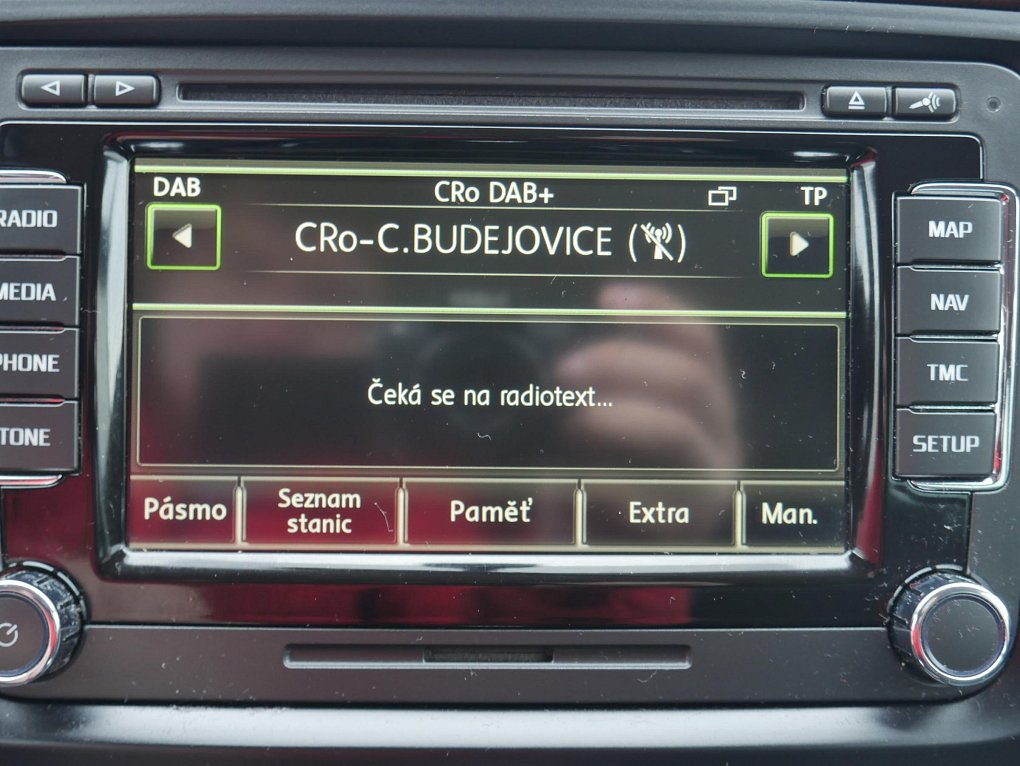 DAB
CRo DAB+
TP
CRo-C.BUDEJOVICE
Čeká se na radiotext...
Pásmo
Seznam
stanic
Paměť
Extra
Man.
RADIO
MEDIA
PHONE
TONE
MAP
NAV
TMC
SETUP